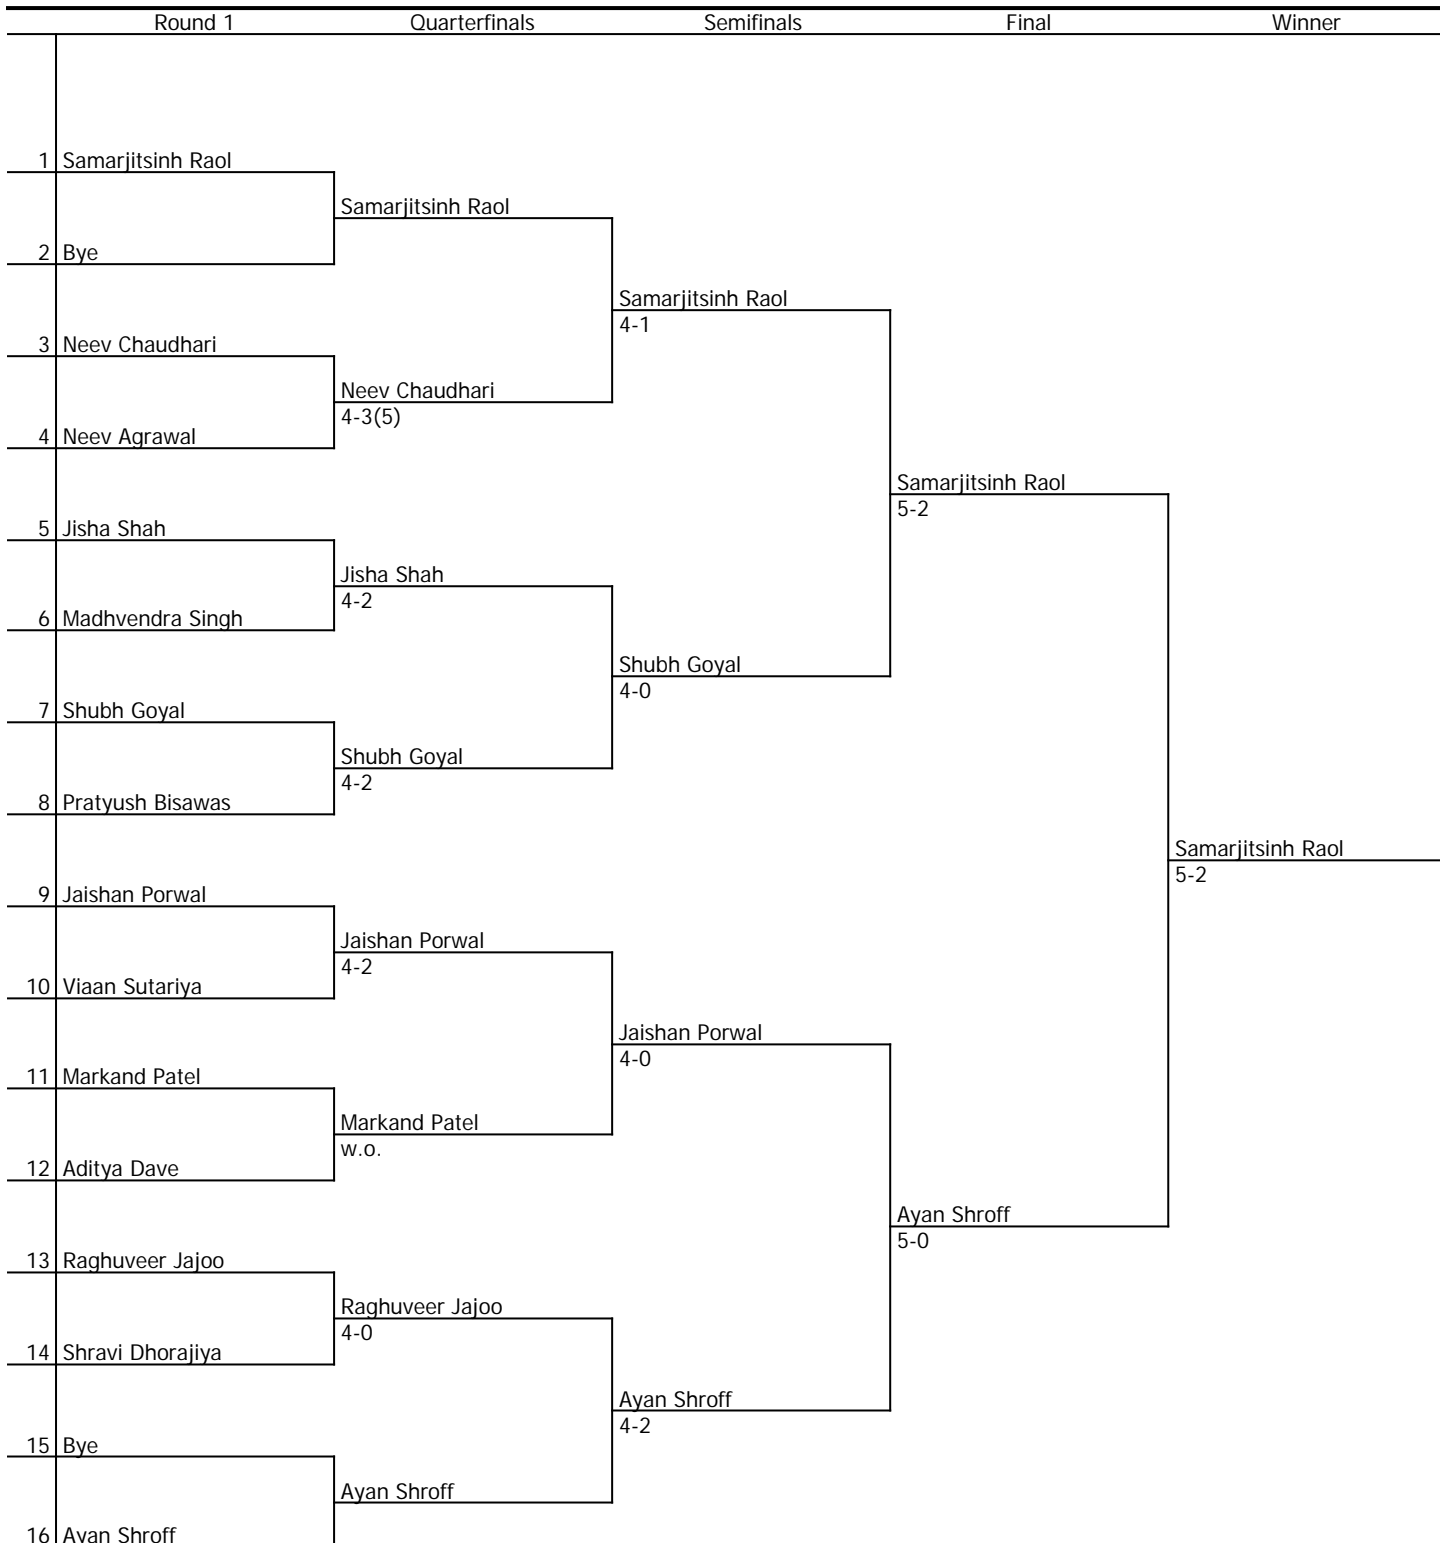 Round 1 Quarterfinals Semifinals Final Winner
1 Samarjitsinh Raol
Samarjitsinh Raol
2 Bye
Samarjitsinh Raol
4-1
3 Neev Chaudhari
Neev Chaudhari
4-3(5)
4 Neev Agrawal
Samarjitsinh Raol
5-2
5 Jisha Shah
Jisha Shah
4-2
6 Madhvendra Singh
Shubh Goyal
4-0
7 Shubh Goyal
Shubh Goyal
4-2
8 Pratyush Bisawas
Samarjitsinh Raol
5-2
9 Jaishan Porwal
Jaishan Porwal
4-2
10 Viaan Sutariya
Jaishan Porwal
4-0
11 Markand Patel
Markand Patel
w.o.
12 Aditya Dave
Ayan Shroff
5-0
13 Raghuveer Jajoo
Raghuveer Jajoo
4-0
14 Shravi Dhorajiya
Ayan Shroff
4-2
15 Bye
Ayan Shroff
16 Ayan Shroff